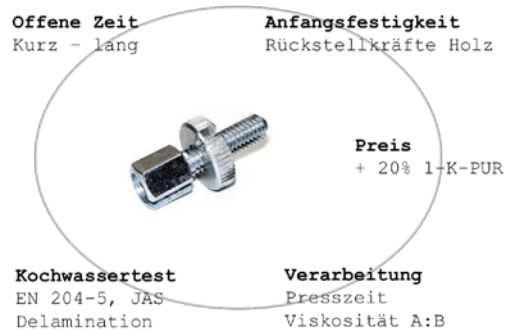 Offene Zeit
Kurz – lang
Anfangsfestigkeit
Rückstellkräfte Holz
Preis
+ 20% 1-K-PUR
Kochwassertest
EN 204-5, JAS
Delamination
Verarbeitung
Presszeit
Viskosität A:B